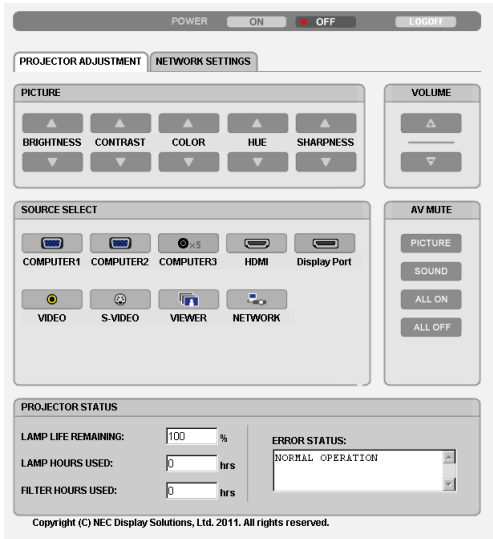 POWER ON OFF LOGOFF
PROJECTOR ADJUSTMENT NETWORK SETTINGS
PICTURE
BRIGHTNESS CONTRAST COLOR HUE SHARPNESS
VOLUME
SOURCE SELECT
COMPUTER1 COMPUTER2 ×5 COMPUTER3 HDMI Display Port
VIDEO S-VIDEO VIEWER NETWORK
AV MUTE
PICTURE
SOUND
ALL ON
ALL OFF
PROJECTOR STATUS
LAMP LIFE REMAINING: 100 %
LAMP HOURS USED: 0 hrs
FILTER HOURS USED: 0 hrs
ERROR STATUS:
NORMAL OPERATION
Copyright (C) NEC Display Solutions, Ltd. 2011. All rights reserved.